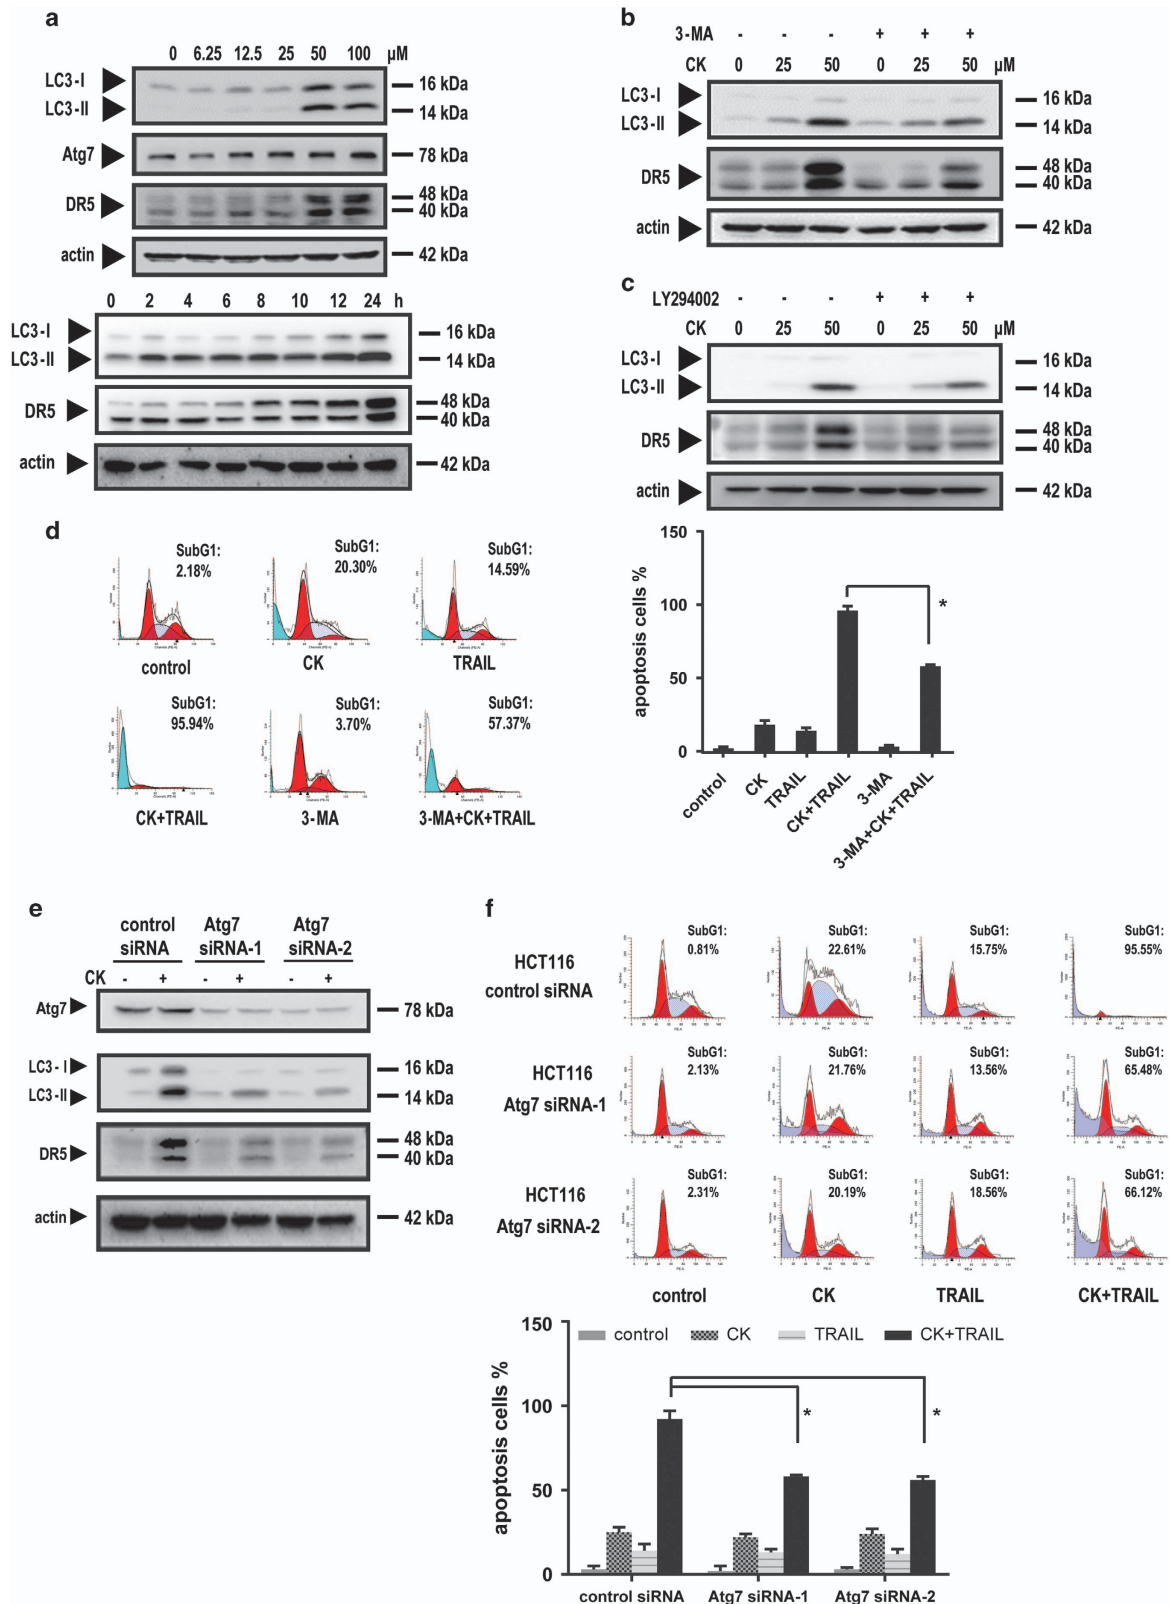 a
0 6.25 12.5 25 50 100 µM
LC3-I
16 kDa
LC3-II
14 kDa
Atg7
78 kDa
DR5
48 kDa
40 kDa
actin
42 kDa
0 2 4 6 8 10 12 24 h
LC3-I
16 kDa
LC3-II
14 kDa
DR5
48 kDa
40 kDa
actin
42 kDa
b
3-MA - - - + + +
CK 0 25 50 0 25 50 µM
LC3-I
16 kDa
LC3-II
14 kDa
DR5
48 kDa
40 kDa
actin
42 kDa
c
LY294002 - - - + + +
CK 0 25 50 0 25 50 µM
LC3-I
16 kDa
LC3-II
14 kDa
DR5
48 kDa
40 kDa
actin
42 kDa
d
SubG1:
2.18%
control
SubG1:
20.30%
CK
SubG1:
14.59%
TRAIL
SubG1:
95.94%
CK+TRAIL
SubG1:
3.70%
3-MA
SubG1:
57.37%
3-MA+CK+TRAIL
apoptosis cells %
150
100
50
0
*
control
CK
TRAIL
CK+TRAIL
3-MA
3-MA+CK+TRAIL
e
control siRNA
Atg7 siRNA-1
Atg7 siRNA-2
CK - + - + - +
Atg7
78 kDa
LC3- I
16 kDa
LC3-II
14 kDa
DR5
48 kDa
40 kDa
actin
42 kDa
f
HCT116
control siRNA
SubG1:
0.81%
SubG1:
22.61%
SubG1:
15.75%
SubG1:
95.55%
HCT116
Atg7 siRNA-1
SubG1:
2.13%
SubG1:
21.76%
SubG1:
13.56%
SubG1:
65.48%
HCT116
Atg7 siRNA-2
SubG1:
2.31%
SubG1:
20.19%
SubG1:
18.56%
SubG1:
66.12%
control CK TRAIL CK+TRAIL
control CK TRAIL CK+TRAIL
apoptosis cells %
150
100
50
0
*
*
control siRNA Atg7 siRNA-1 Atg7 siRNA-2